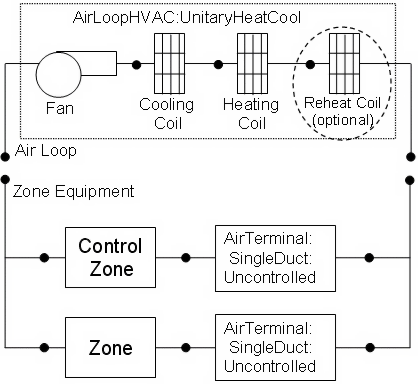 AirLoopHVAC:UnitaryHeatCool
Fan
Cooling
Coil
Heating
Coil
Reheat Coil
(optional)
Air Loop
Zone Equipment
Control
Zone
AirTerminal:
SingleDuct:
Uncontrolled
Zone
AirTerminal:
SingleDuct:
Uncontrolled